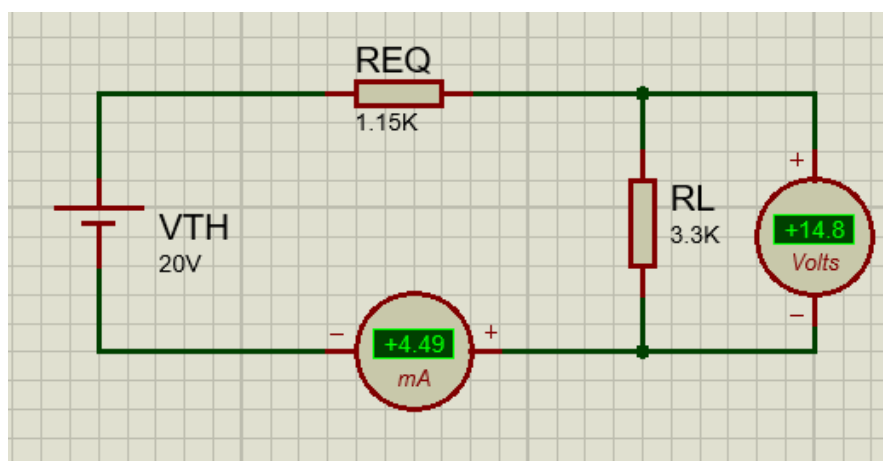 REQ
1.15K
+
VTH
20V
RL
3.3K
+14.8
Volts
−
− +4.49 +
mA